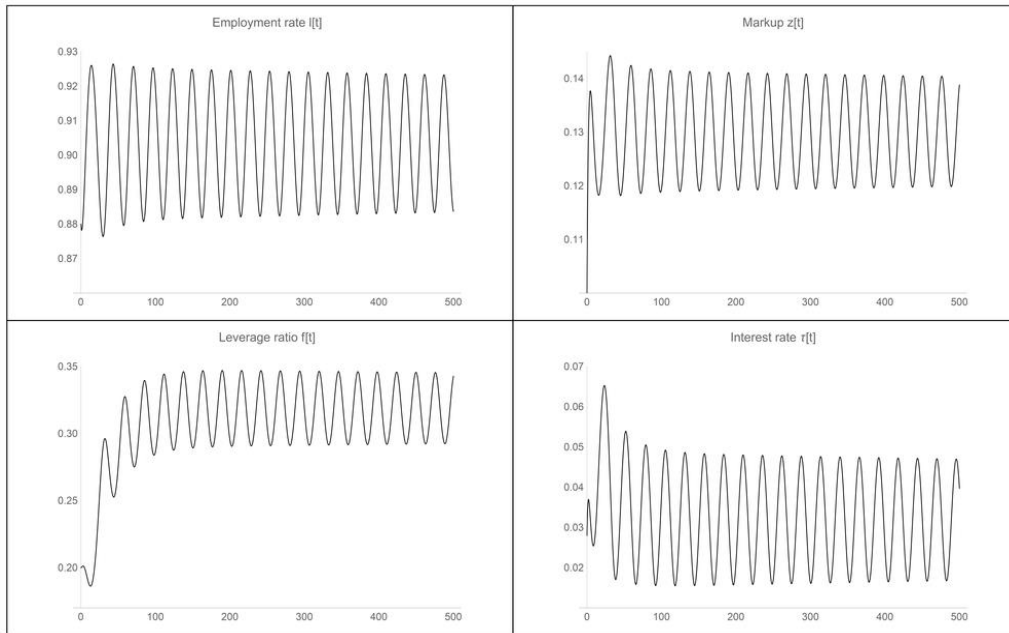 Employment rate l[t]
0.93
0.92
0.91
0.90
0.89
0.88
0.87
0 100 200 300 400 500
Markup z[t]
0.14
0.13
0.12
0.11
0 100 200 300 400 500
Leverage ratio f[t]
0.35
0.30
0.25
0.20
0 100 200 300 400 500
Interest rate τ[t]
0.07
0.06
0.05
0.04
0.03
0.02
0 100 200 300 400 500